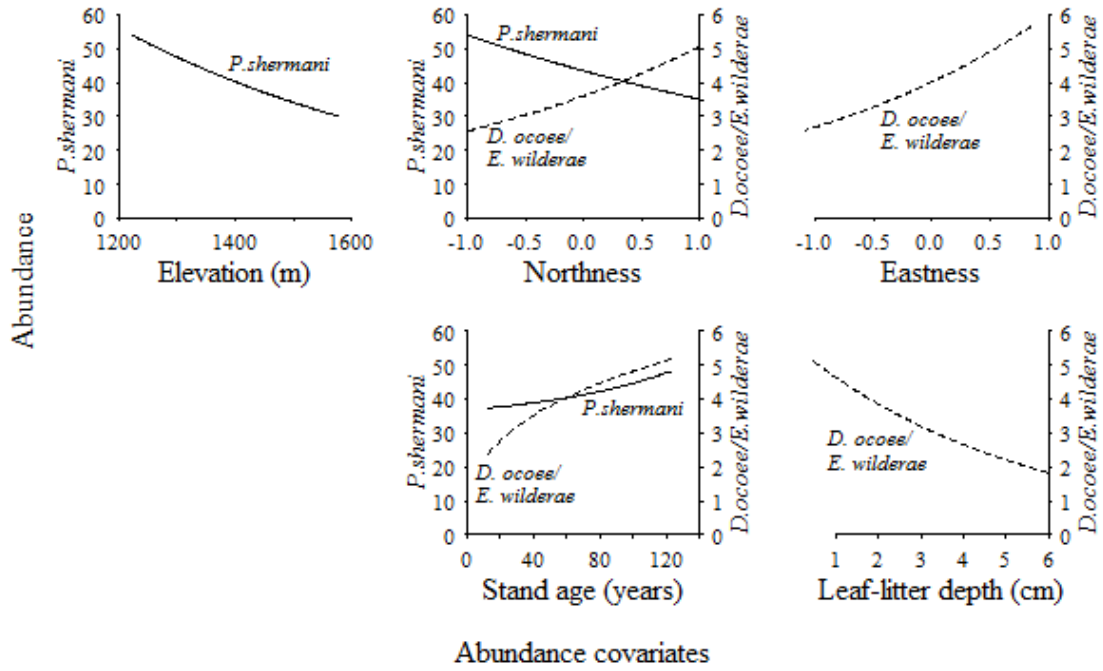 Abundance
P.shermani
60
50
40
30
20
10
0
P.shermani
1200 1400 1600
Elevation (m)
P.shermani
60
50
40
30
20
10
0
P.shermani
D. ocoee/
E. wilderae
6
5
4
3
2
1
0
D.ocoee/E.wilderae
-1.0 -0.5 0.0 0.5 1.0
Northness
D. ocoee/
E. wilderae
6
5
4
3
2
1
0
D.ocoee/E.wilderae
-1.0 -0.5 0.0 0.5 1.0
Eastness
P.shermani
60
50
40
30
20
10
0
P.shermani
D. ocoee/
E. wilderae
6
5
4
3
2
1
0
D.ocoee/E.wilderae
0 40 80 120
Stand age (years)
D. ocoee/
E. wilderae
6
5
4
3
2
1
0
D.ocoee/E.wilderae
1 2 3 4 5 6
Leaf-litter depth (cm)
Abundance covariates